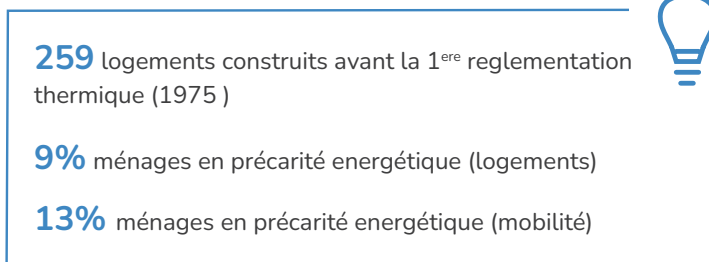 259 logements construits avant la 1ere reglementation
thermique (1975 )
9% ménages en précarité energétique (logements)
13% ménages en précarité energétique (mobilité)